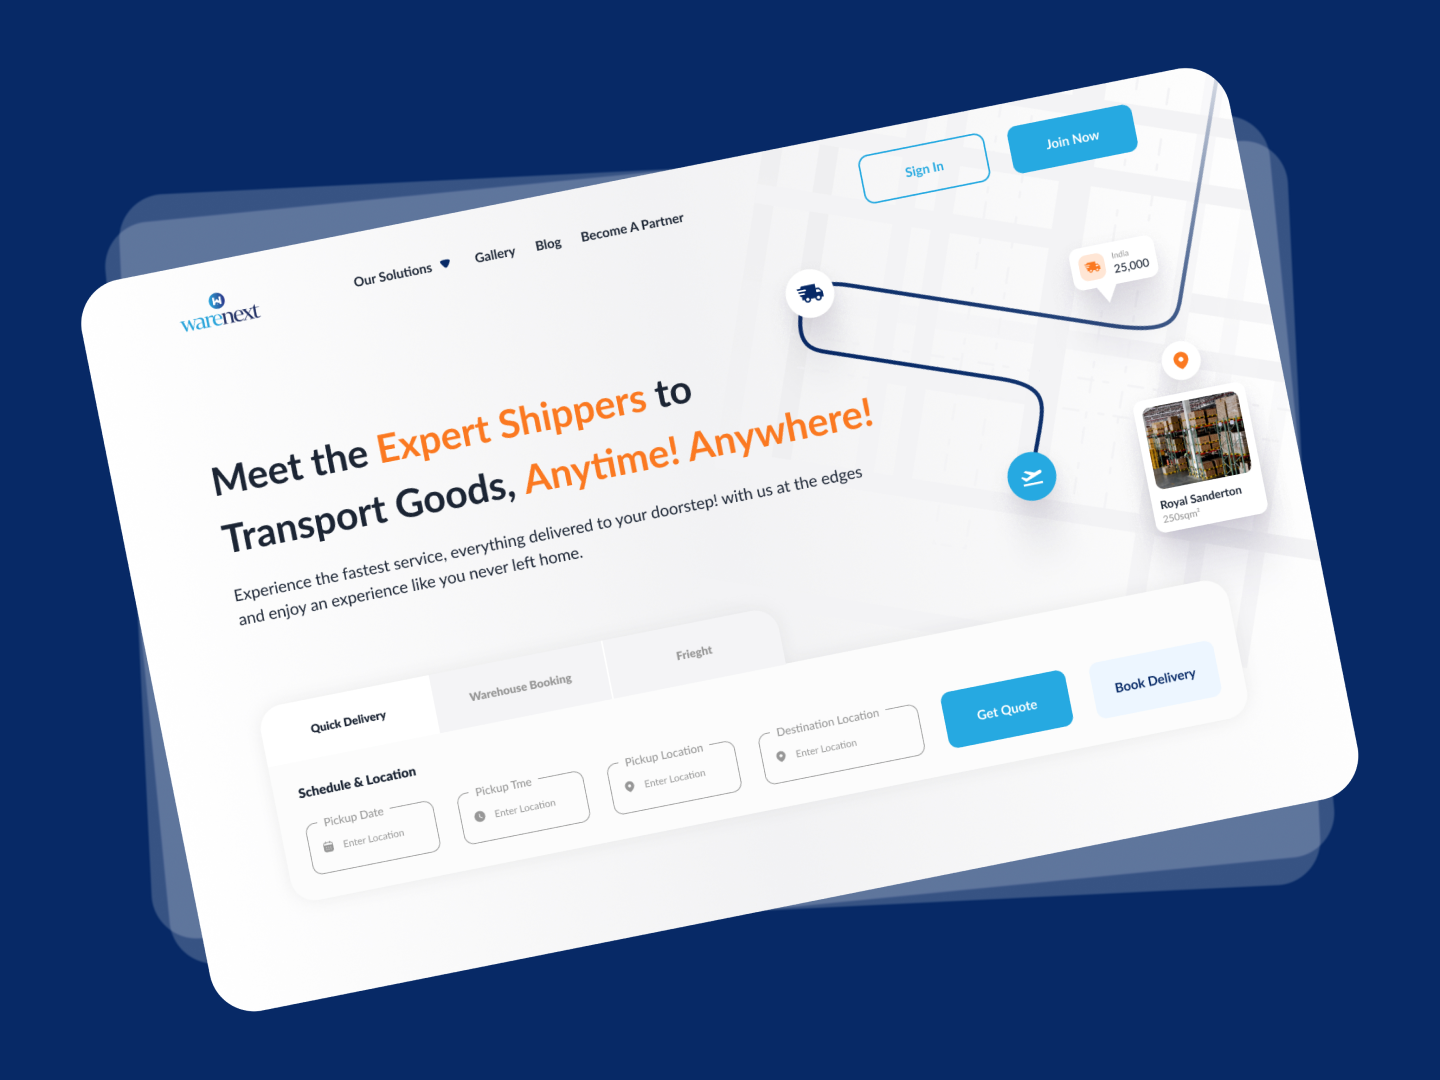 warenext
Our Solutions
Gallery
Blog
Become A Partner
Sign In
Join Now
Meet the Expert Shippers to
Transport Goods, Anytime! Anywhere!
Experience the fastest service, everything delivered to your doorstep! with us at the edges
and enjoy an experience like you never left home.
India
25,000
Royal Sanderton
250sqm²
Quick Delivery
Warehouse Booking
Frieght
Schedule & Location
Pickup Date
Enter Location
Pickup Tme
Enter Location
Pickup Location
Enter Location
Destination Location
Enter Location
Get Quote
Book Delivery